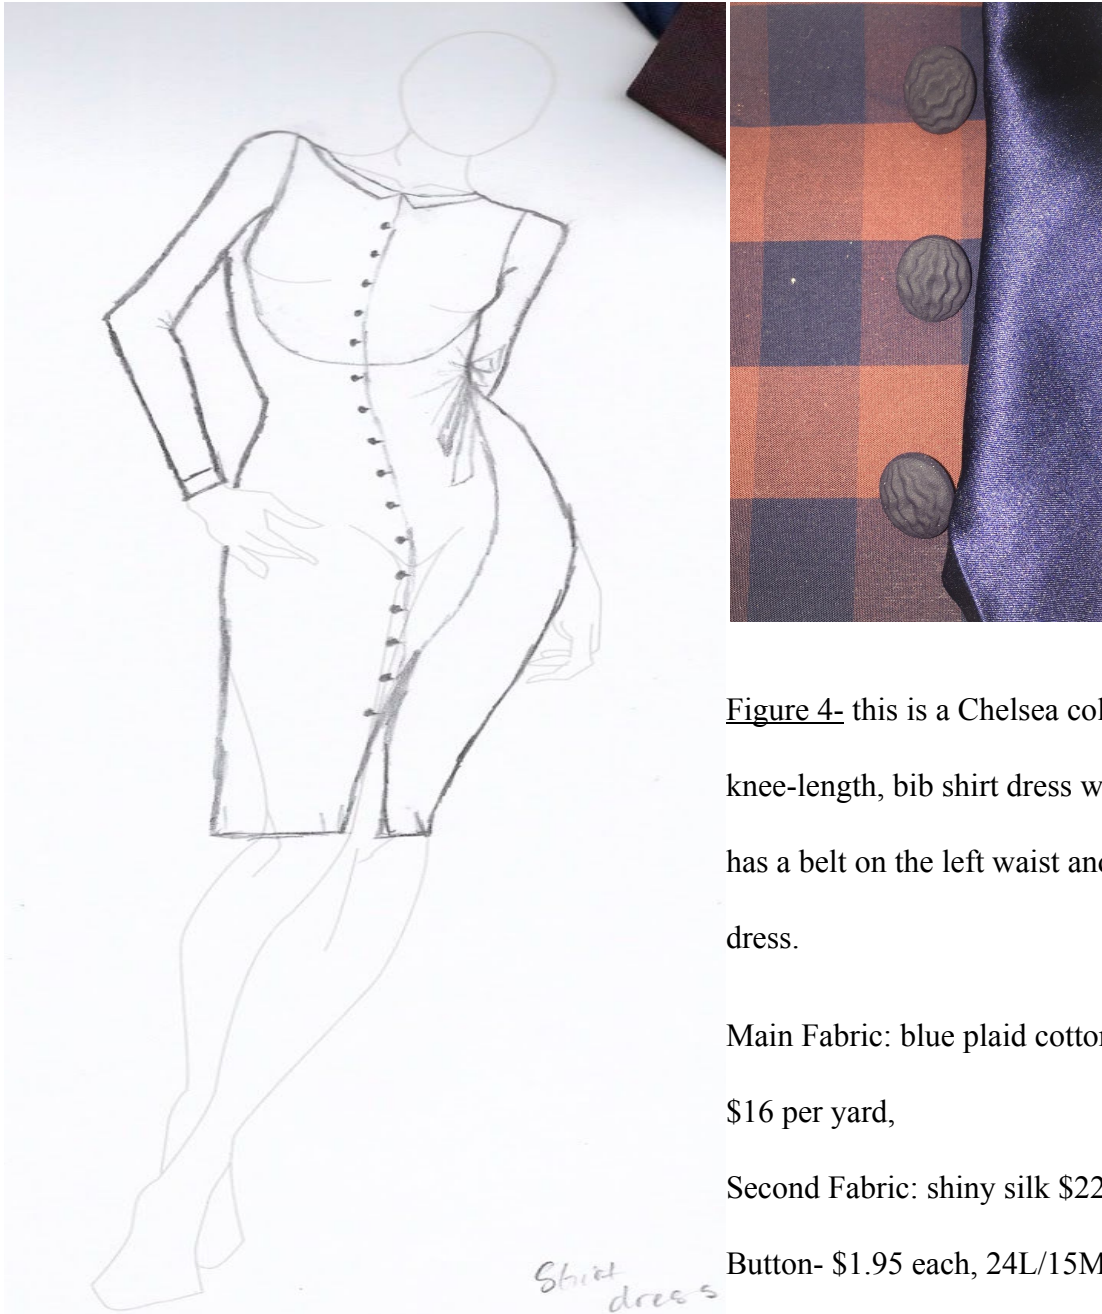 Figure 4- this is a Chelsea col
knee-length, bib shirt dress w
has a belt on the left waist and
dress.
Main Fabric: blue plaid cotton
$16 per yard,
Second Fabric: shiny silk $22
Button- $1.95 each, 24L/15M
Shirt
dress